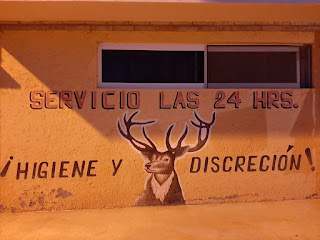 SERVICIO LAS 24 HRS.
¡HIGIENE Y DISCRECIÓN!